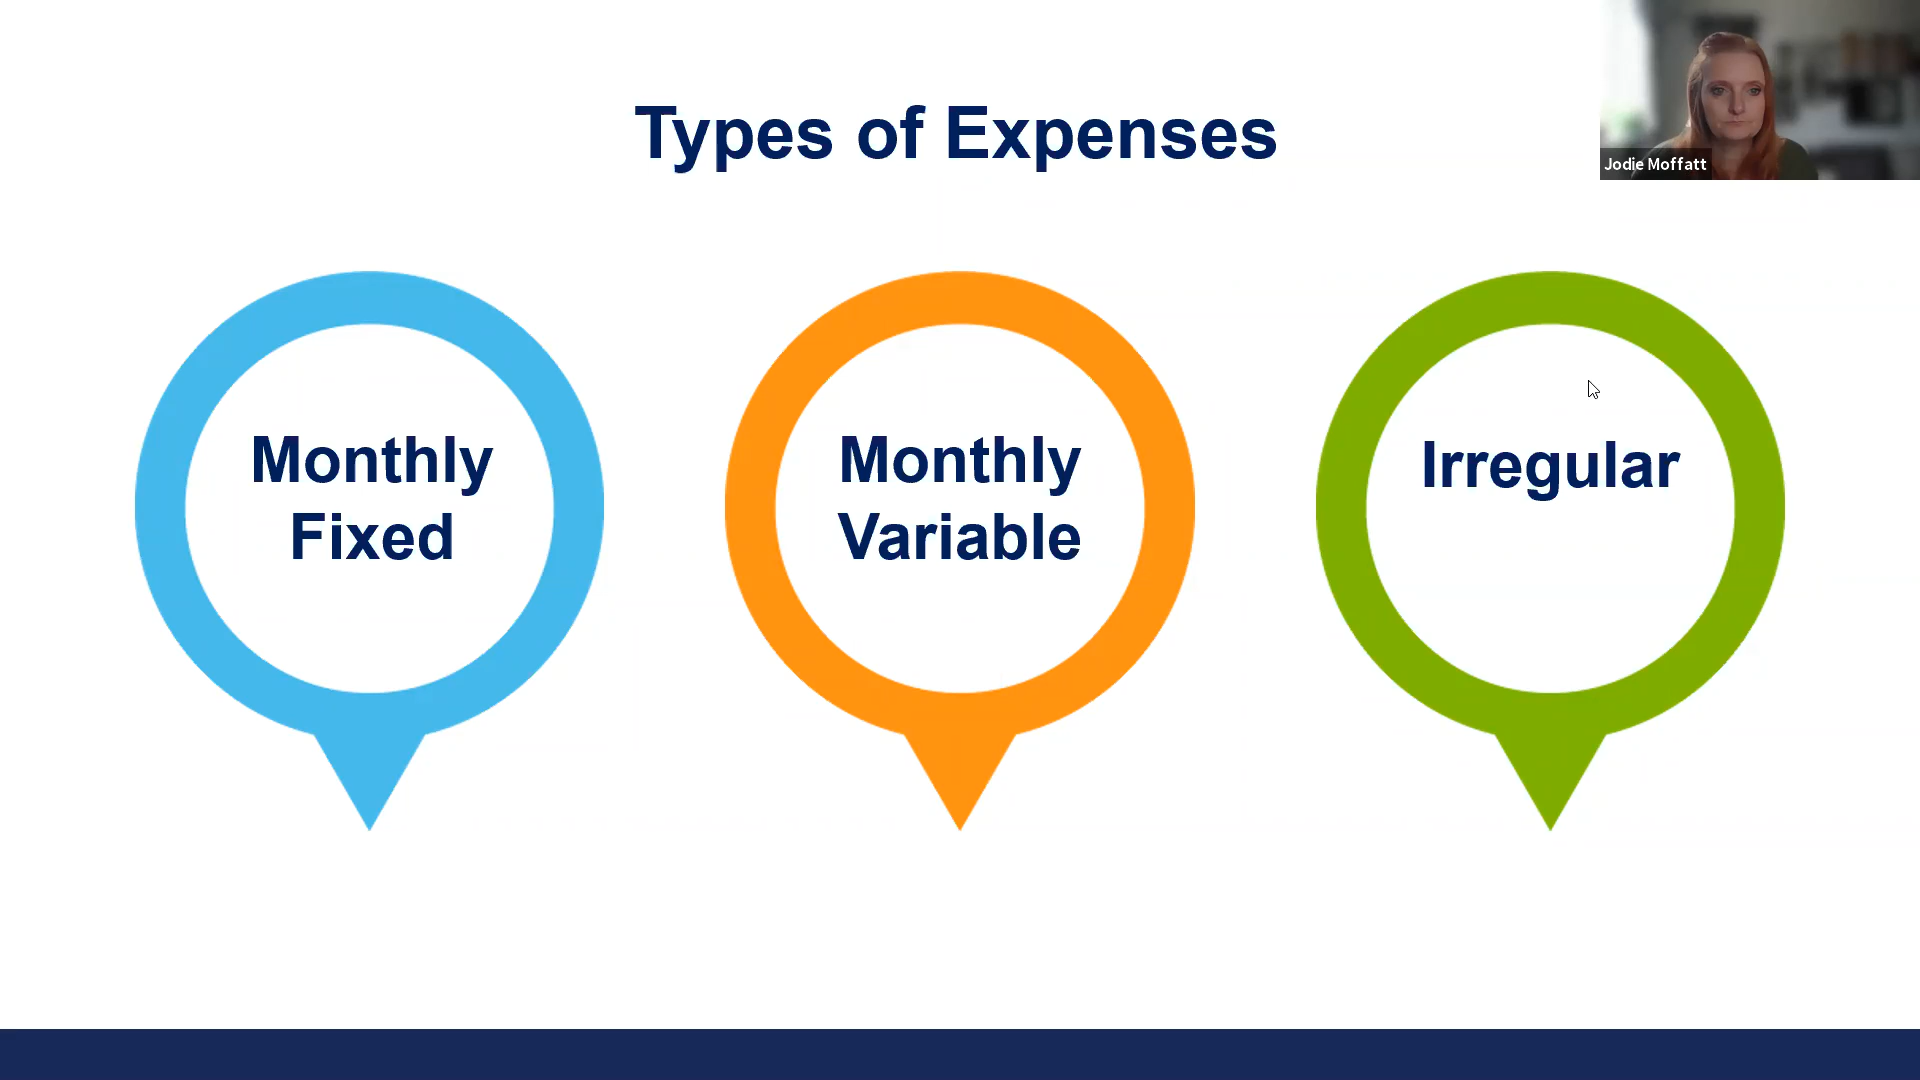 Types of Expenses
Jodie Moffatt
Monthly
Fixed
Monthly
Variable
Irregular